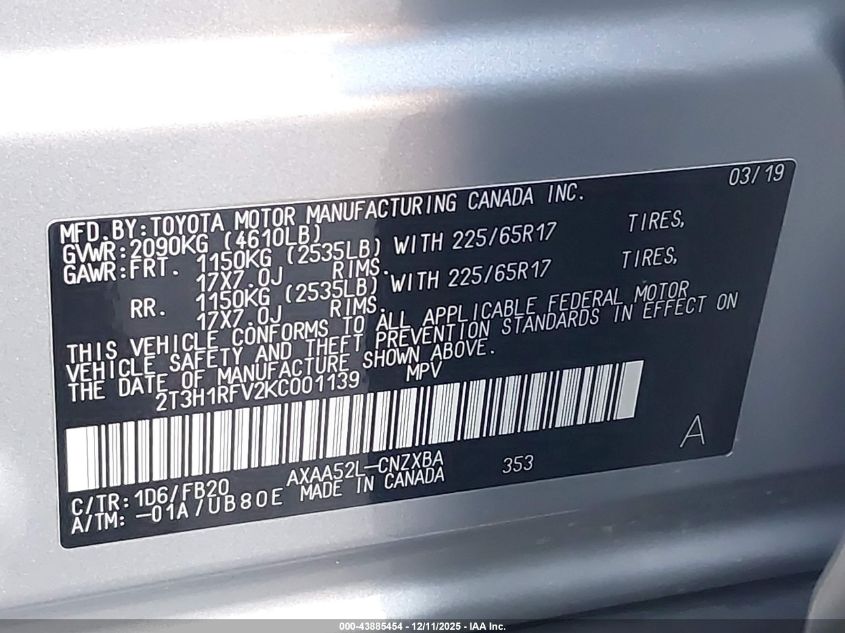 03/19
MFD.BY:TOYOTA MOTOR MANUFACTURING CANADA INC.
GVWR:2090KG (4610LB)
GAWR:FRT. 1150KG (2535LB) WITH 225/65R17 TIRES,
17X7.0J RIMS.
RR. 1150KG (2535LB) WITH 225/65R17 TIRES,
17X7.0J RIMS.
THIS VEHICLE CONFORMS TO ALL APPLICABLE FEDERAL MOTOR
VEHICLE SAFETY AND THEFT PREVENTION STANDARDS IN EFFECT ON
THE DATE OF MANUFACTURE SHOWN ABOVE.
2T3H1RFV2KC001139 MPV
A
C/TR:1D6/FB20 AXAA52L-CNZXBA 353
A/TM:-01A/UB80E MADE IN CANADA
000-43885454 - 12/11/2025 - IAA Inc.